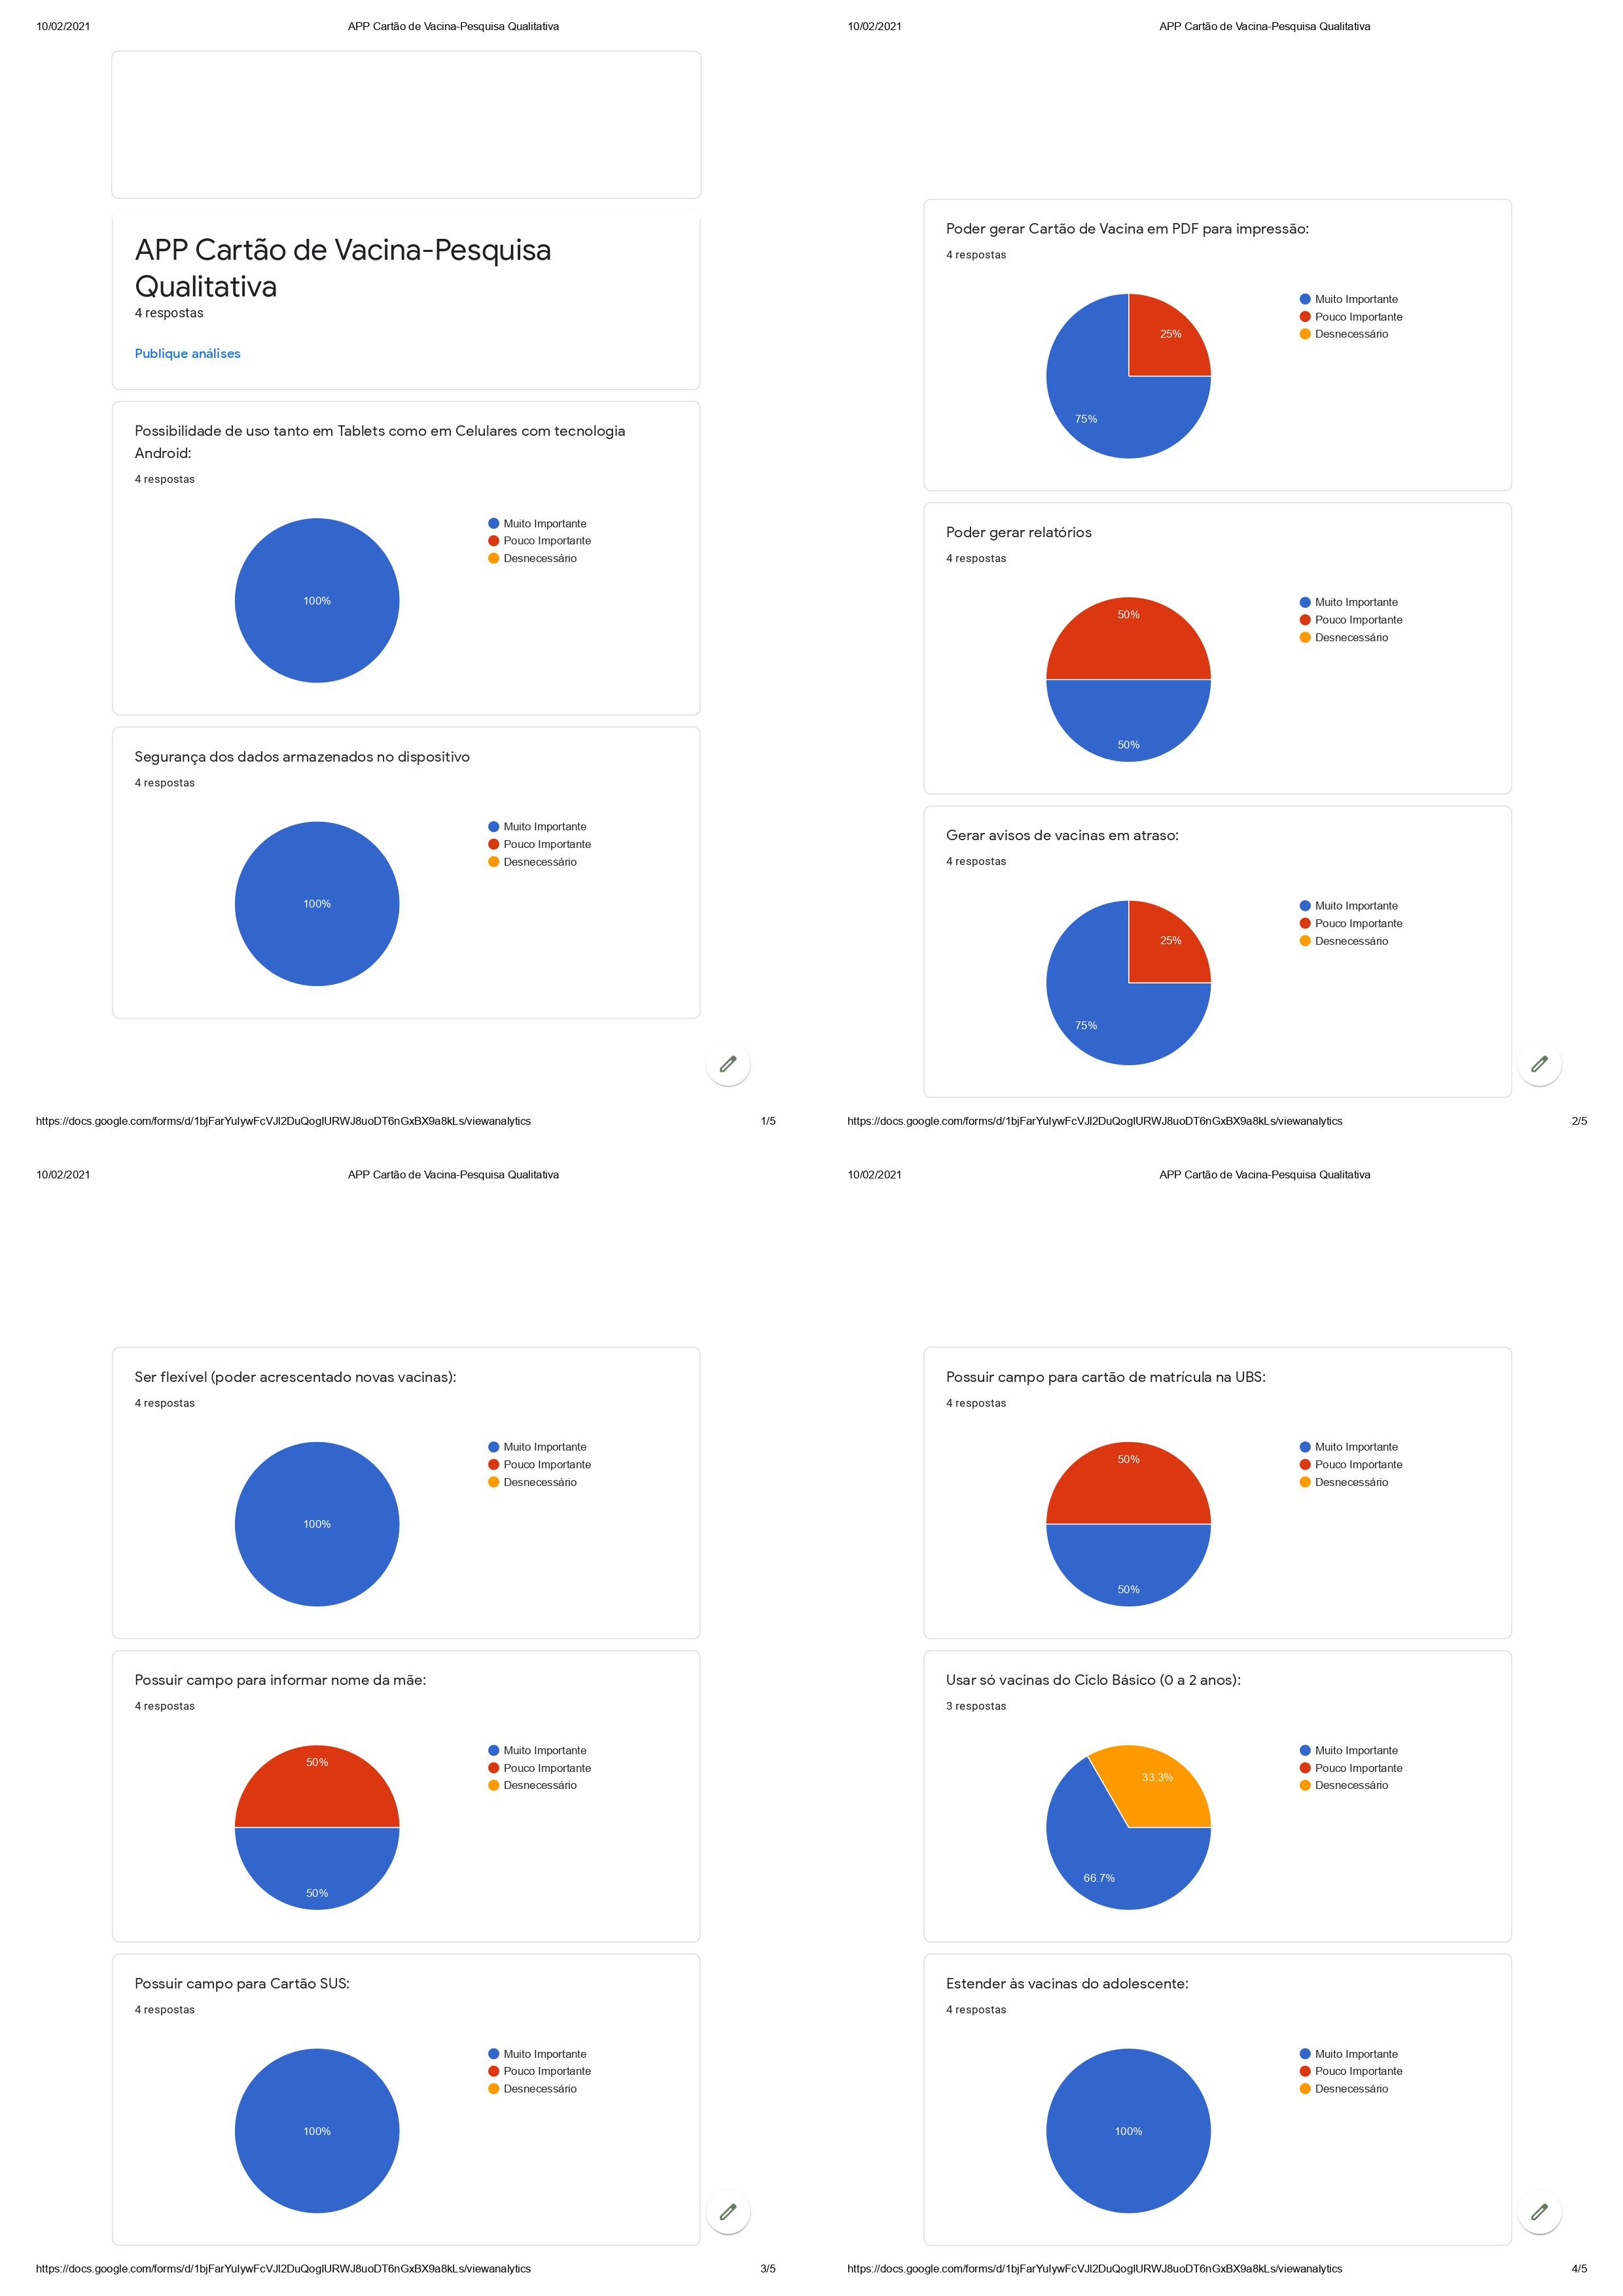 10/02/2021 APP Cartão de Vacina-Pesquisa Qualitativa
APP Cartão de Vacina-Pesquisa
Qualitativa
4 respostas
Publique análises
Possibilidade de uso tanto em Tablets como em Celulares com tecnologia
Android:
4 respostas
Muito Importante
Pouco Importante
Desnecessário
100%
Segurança dos dados armazenados no dispositivo
4 respostas
Muito Importante
Pouco Importante
Desnecessário
100%
https://docs.google.com/forms/d/1bjFarYuIywFcVJI2DuQogIURWJ8uoDT6nGxBX9a8kLs/viewanalytics 1/5
10/02/2021 APP Cartão de Vacina-Pesquisa Qualitativa
Poder gerar Cartão de Vacina em PDF para impressão:
4 respostas
Muito Importante
Pouco Importante
Desnecessário
25%
75%
Poder gerar relatórios
4 respostas
Muito Importante
Pouco Importante
Desnecessário
50%
50%
Gerar avisos de vacinas em atraso:
4 respostas
Muito Importante
Pouco Importante
Desnecessário
25%
75%
https://docs.google.com/forms/d/1bjFarYuIywFcVJI2DuQogIURWJ8uoDT6nGxBX9a8kLs/viewanalytics 2/5
10/02/2021 APP Cartão de Vacina-Pesquisa Qualitativa
Ser flexível (poder acrescentado novas vacinas):
4 respostas
Muito Importante
Pouco Importante
Desnecessário
100%
Possuir campo para informar nome da mãe:
4 respostas
Muito Importante
Pouco Importante
Desnecessário
50%
50%
Possuir campo para Cartão SUS:
4 respostas
Muito Importante
Pouco Importante
Desnecessário
100%
https://docs.google.com/forms/d/1bjFarYuIywFcVJI2DuQogIURWJ8uoDT6nGxBX9a8kLs/viewanalytics 3/5
10/02/2021 APP Cartão de Vacina-Pesquisa Qualitativa
Possuir campo para cartão de matrícula na UBS:
4 respostas
Muito Importante
Pouco Importante
Desnecessário
50%
50%
Usar só vacinas do Ciclo Básico (0 a 2 anos):
3 respostas
Muito Importante
Pouco Importante
Desnecessário
33.3%
66.7%
Estender às vacinas do adolescente:
4 respostas
Muito Importante
Pouco Importante
Desnecessário
100%
https://docs.google.com/forms/d/1bjFarYuIywFcVJI2DuQogIURWJ8uoDT6nGxBX9a8kLs/viewanalytics 4/5